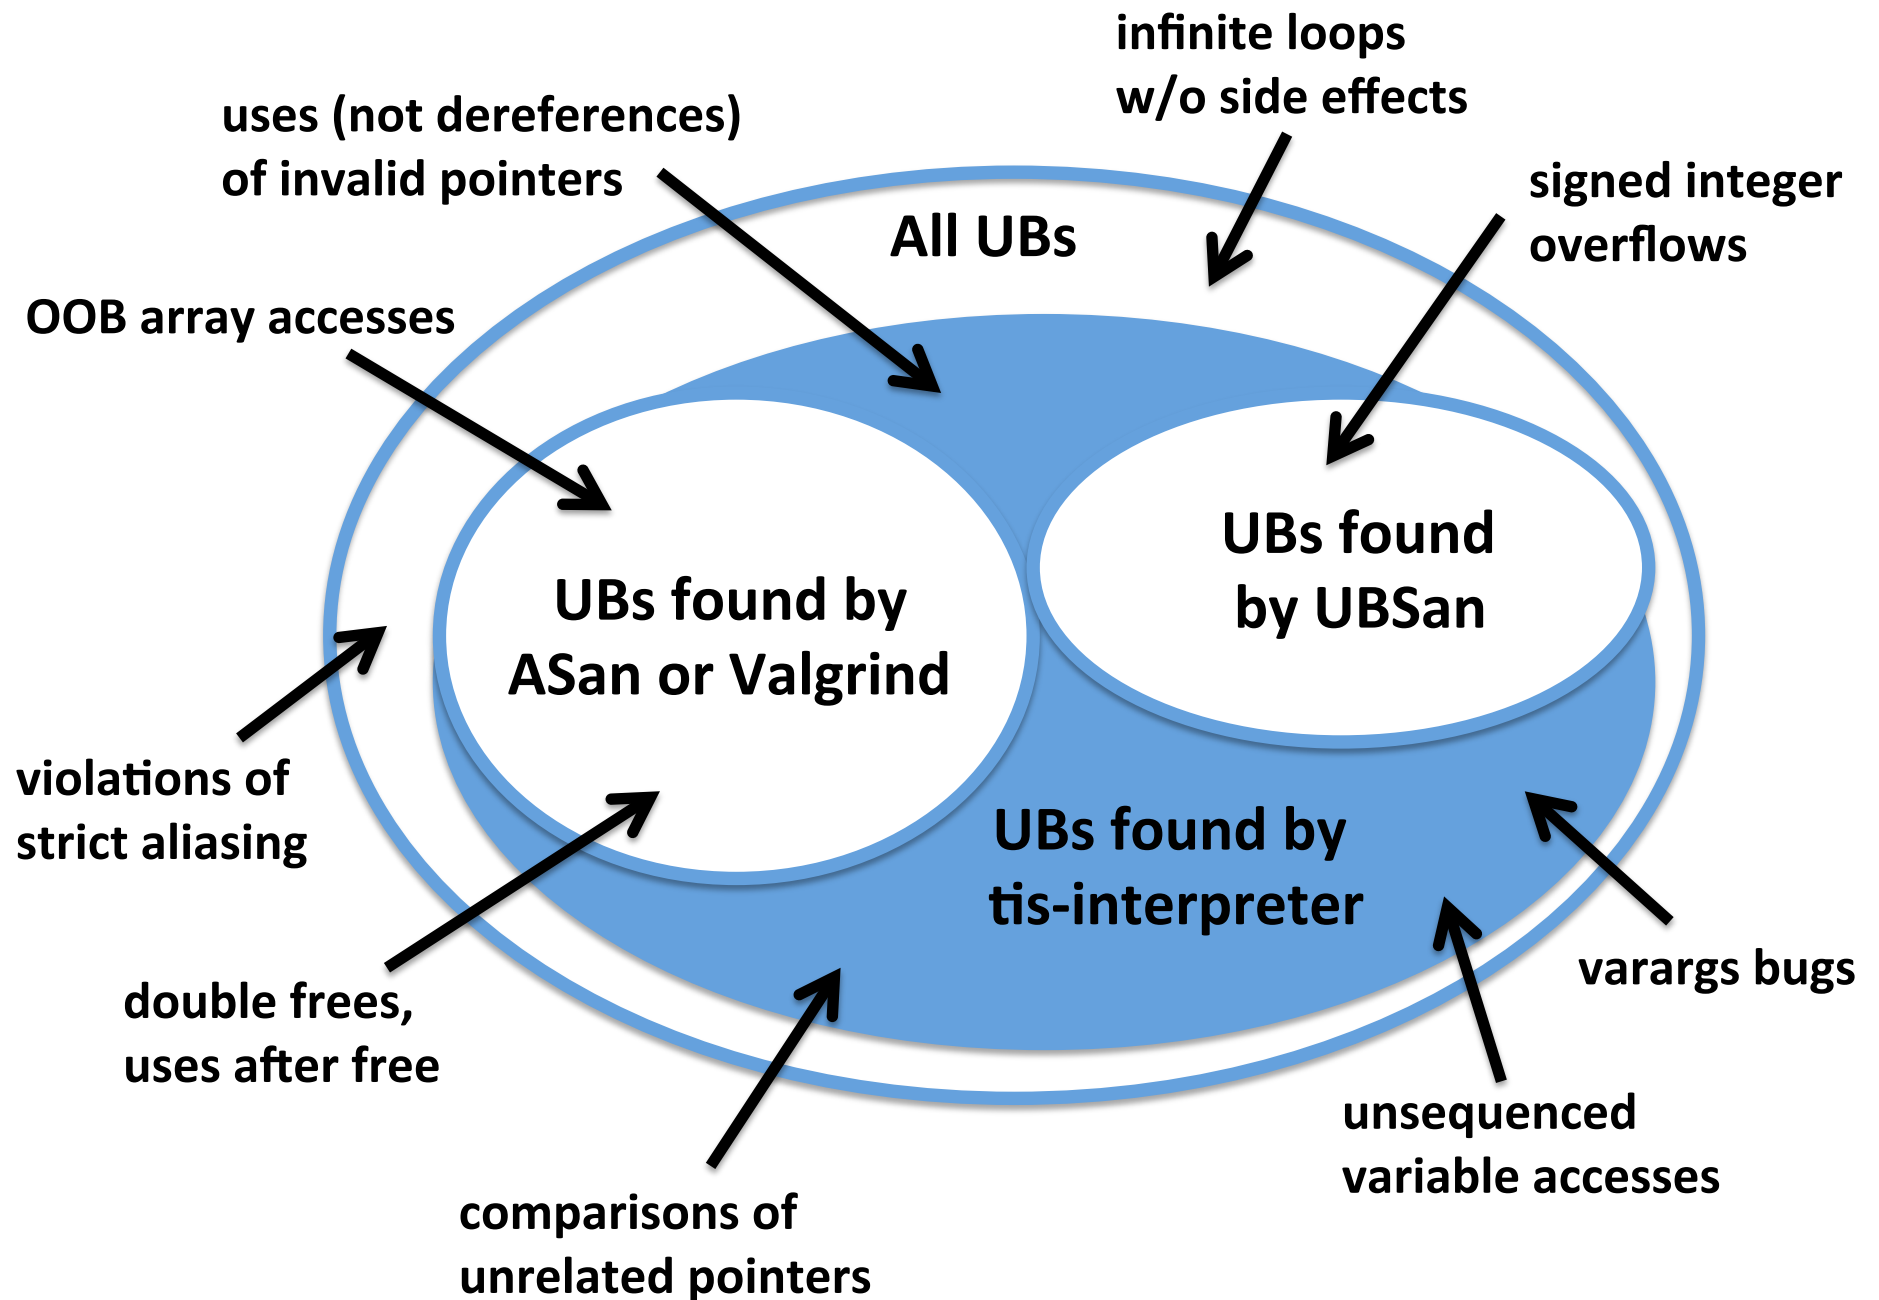 infinite loops
w/o side effects
uses (not dereferences)
of invalid pointers
signed integer
overflows
All UBs
OOB array accesses
UBs found
by UBSan
UBs found by
ASan or Valgrind
violations of
strict aliasing
UBs found by
tis-interpreter
varargs bugs
double frees,
uses after free
unsequenced
variable accesses
comparisons of
unrelated pointers